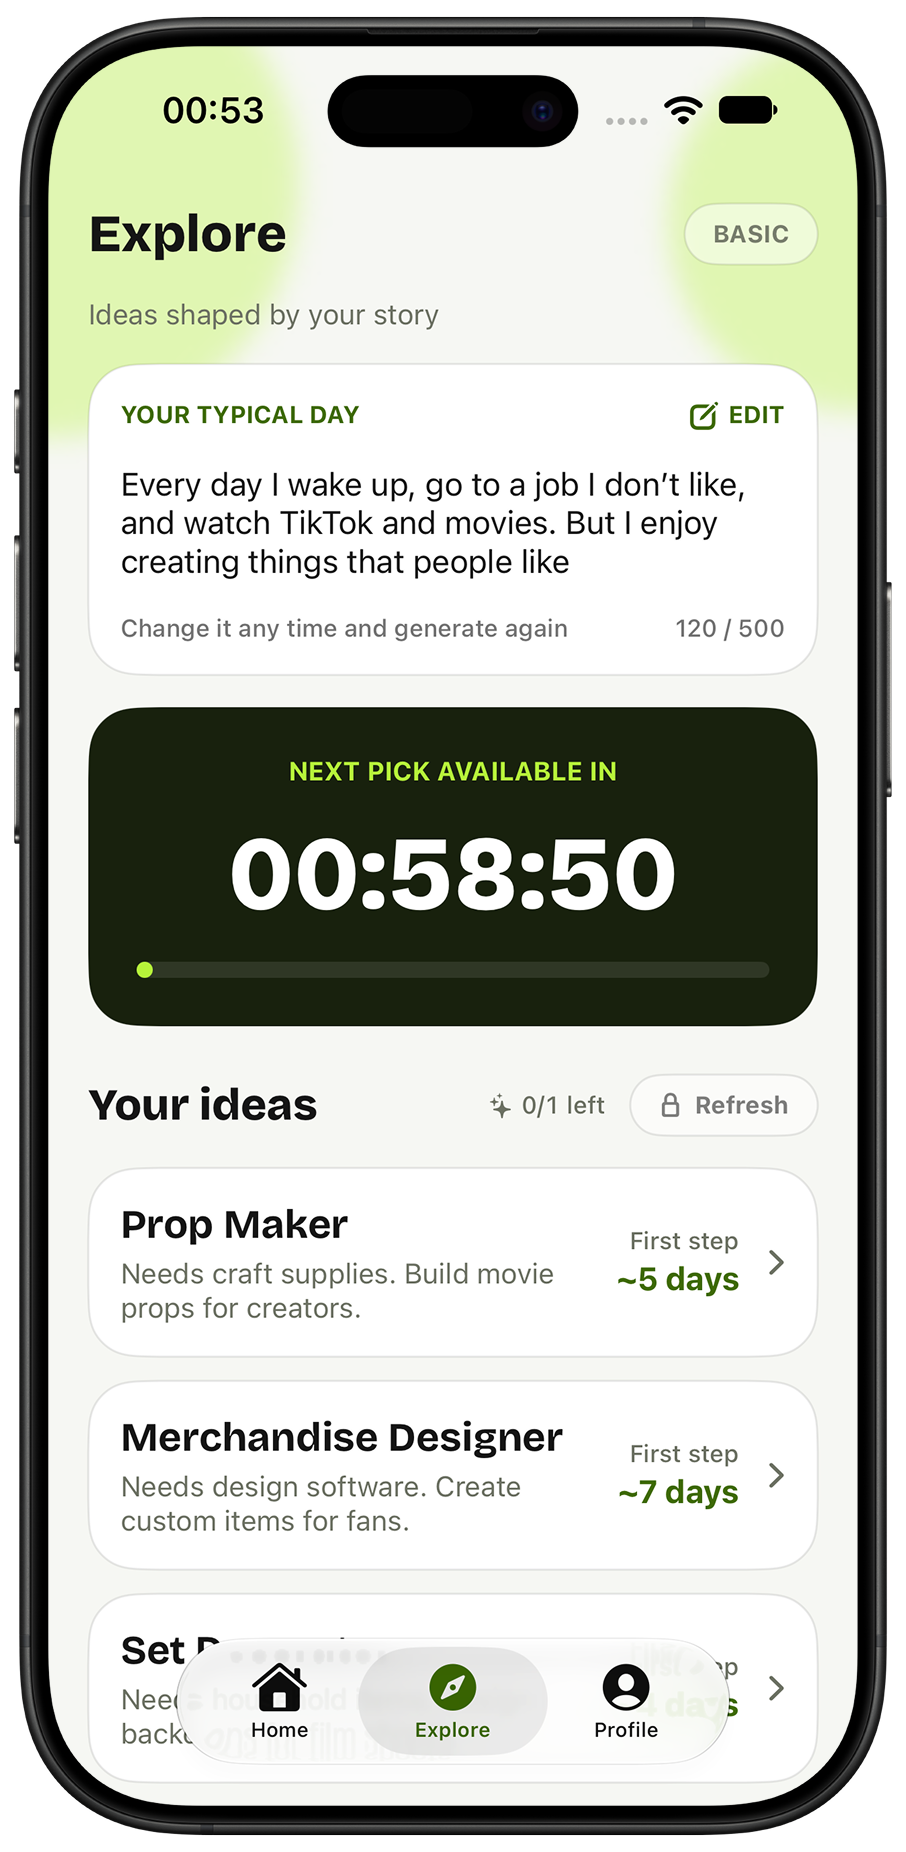 00:53
Explore
BASIC
Ideas shaped by your story
YOUR TYPICAL DAY
EDIT
Every day I wake up, go to a job I don’t like,
and watch TikTok and movies. But I enjoy
creating things that people like
Change it any time and generate again
120 / 500
NEXT PICK AVAILABLE IN
00:58:50
Your ideas
0/1 left
Refresh
Prop Maker
Needs craft supplies. Build movie
props for creators.
First step
~5 days
Merchandise Designer
Needs design software. Create
custom items for fans.
First step
~7 days
Set
Home
Explore
Profile